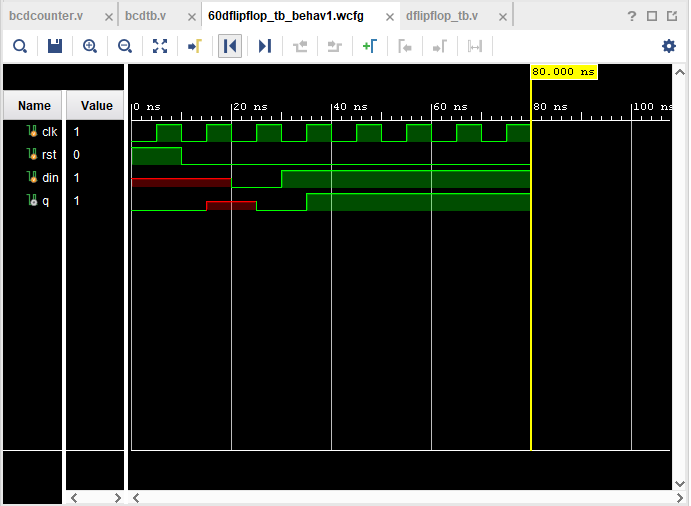 bcdcounter.v × bcdtb.v × 60dflipflop_tb_behav1.wcfg × dflipflop_tb.v × ?
80.000 ns
Name Value 0 ns 20 ns 40 ns 60 ns 80 ns 100 ns
clk 1
rst 0
din 1
q 1